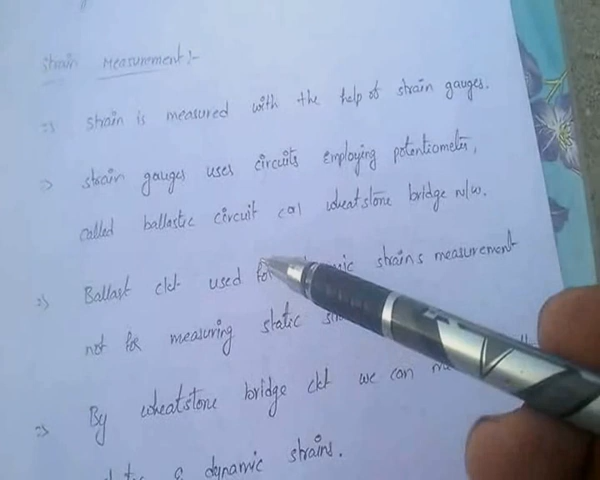 Strain Measurement :-
=> Strain is measured with the help of strain gauges.
=> Strain gauges uses circuits employing potentiometer,
called ballastic circuit (or) wheatstone bridge n/w.
=> Ballast ckt used for strains measurement
not for measuring static
=> By wheatstone bridge ckt we can
& dynamic strains.